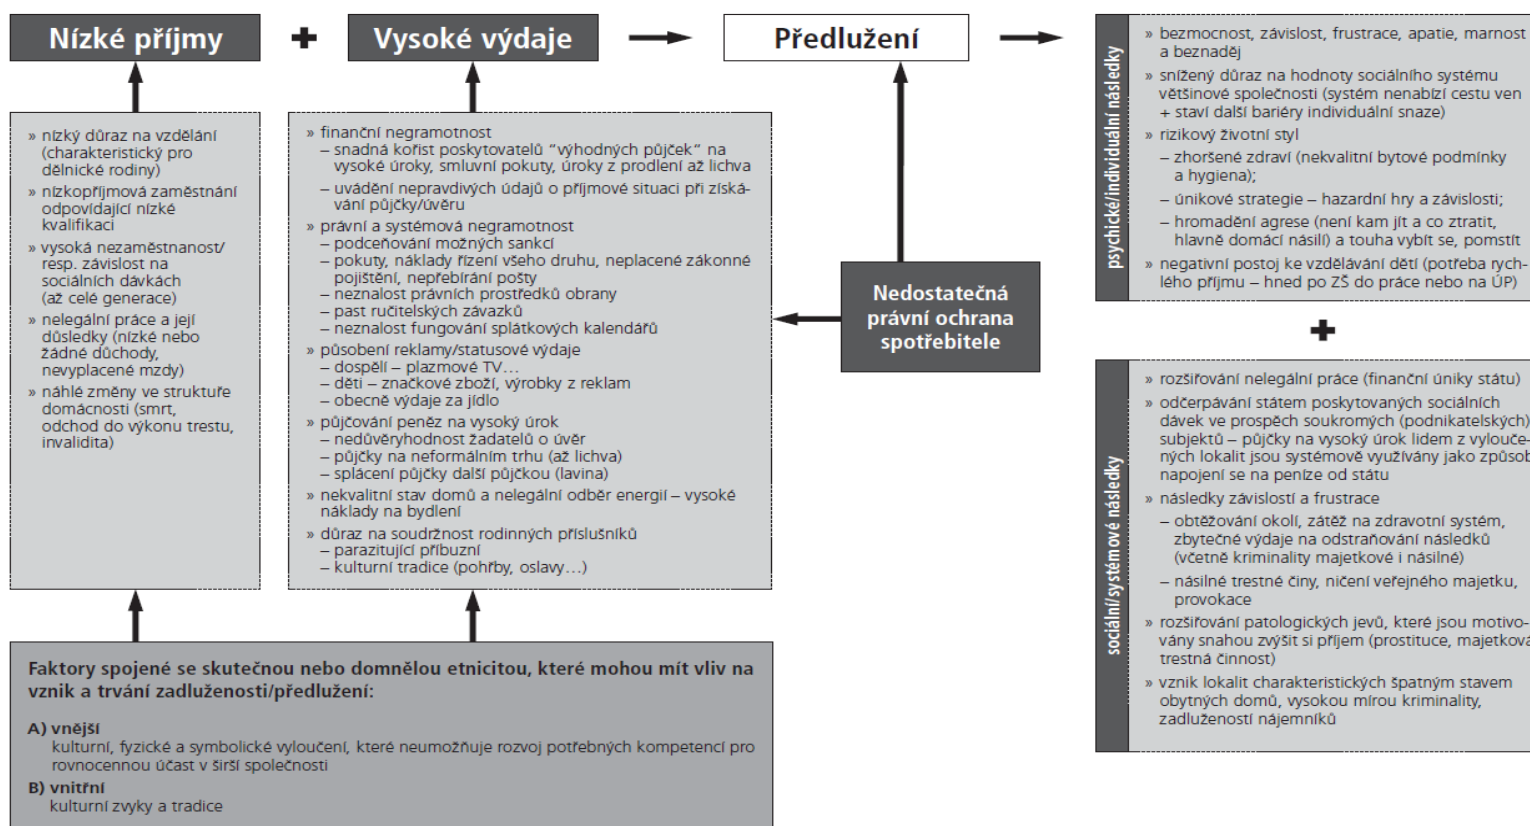 Nízké příjmy
+
Vysoké výdaje
Předlužení
» nízký důraz na vzdělání
(charakteristický pro
dělnické rodiny)
» nízkopříjmová zaměstnání
odpovídající nízké
kvalifikaci
» vysoká nezaměstnanost/
resp. závislost na
sociálních dávkách
(až celé generace)
» nelegální práce a její
důsledky (nízké nebo
žádné důchody,
nevyplacené mzdy)
» náhlé změny ve struktuře
domácnosti (smrt,
odchod do výkonu trestu,
invalidita)
» finanční negramotnost
– snadná kořist poskytovatelů “výhodných půjček” na
vysoké úroky, smluvní pokuty, úroky z prodlení až lichva
– uvádění nepravdivých údajů o příjmové situaci při získá-
vání půjčky/úvěru
» právní a systémová negramotnost
– podceňování možných sankcí
– pokuty, náklady řízení všeho druhu, neplacené zákonné
pojištění, nepřebírání pošty
– neznalost právních prostředků obrany
– past ručitelských závazků
– neznalost fungování splátkových kalendářů
» působení reklamy/statusové výdaje
– dospělí – plazmové TV…
– děti – značkové zboží, výrobky z reklam
– obecně výdaje za jídlo
» půjčování peněz na vysoký úrok
– nedůvěryhodnost žadatelů o úvěr
– půjčky na neformálním trhu (až lichva)
– splácení půjčky další půjčkou (lavina)
» nekvalitní stav domů a nelegální odběr energií – vysoké
náklady na bydlení
» důraz na soudržnost rodinných příslušníků
– parazitující příbuzní
– kulturní tradice (pohřby, oslavy…)
Nedostatečná
právní ochrana
spotřebitele
psychické/individuální následky
» bezmocnost, závislost, frustrace, apatie, marnost
a beznaděj
» snížený důraz na hodnoty sociálního systému
většinové společnosti (systém nenabízí cestu ven
+ staví další bariéry individuální snaze)
» rizikový životní styl
– zhoršené zdraví (nekvalitní bytové podmínky
a hygiena);
– únikové strategie – hazardní hry a závislosti;
– hromadění agrese (není kam jít a co ztratit,
hlavně domácí násilí) a touha vybít se, pomstít
» negativní postoj ke vzdělávání dětí (potřeba rych-
lého příjmu – hned po ZŠ do práce nebo na ÚP)
+
sociální/systémové následky
» rozšiřování nelegální práce (finanční úniky státu)
» odčerpávání státem poskytovaných sociálních
dávek ve prospěch soukromých (podnikatelských)
subjektů – půjčky na vysoký úrok lidem z vylouče-
ných lokalit jsou systémově využívány jako způsob
napojení se na peníze od státu
» následky závislostí a frustrace
– obtěžování okolí, zátěž na zdravotní systém,
zbytečné výdaje na odstraňování následků
(včetně kriminality majetkové i násilné)
– násilné trestné činy, ničení veřejného majetku,
provokace
» rozšiřování patologických jevů, které jsou motivo-
vány snahou zvýšit si příjem (prostituce, majetková
trestná činnost)
» vznik lokalit charakteristických špatným stavem
obytných domů, vysokou mírou kriminality,
zadlužeností nájemníků
Faktory spojené se skutečnou nebo domnělou etnicitou, které mohou mít vliv na
vznik a trvání zadluženosti/předlužení:
A) vnější
kulturní, fyzické a symbolické vyloučení, které neumožňuje rozvoj potřebných kompetencí pro
rovnocennou účast v širší společnosti
B) vnitřní
kulturní zvyky a tradice